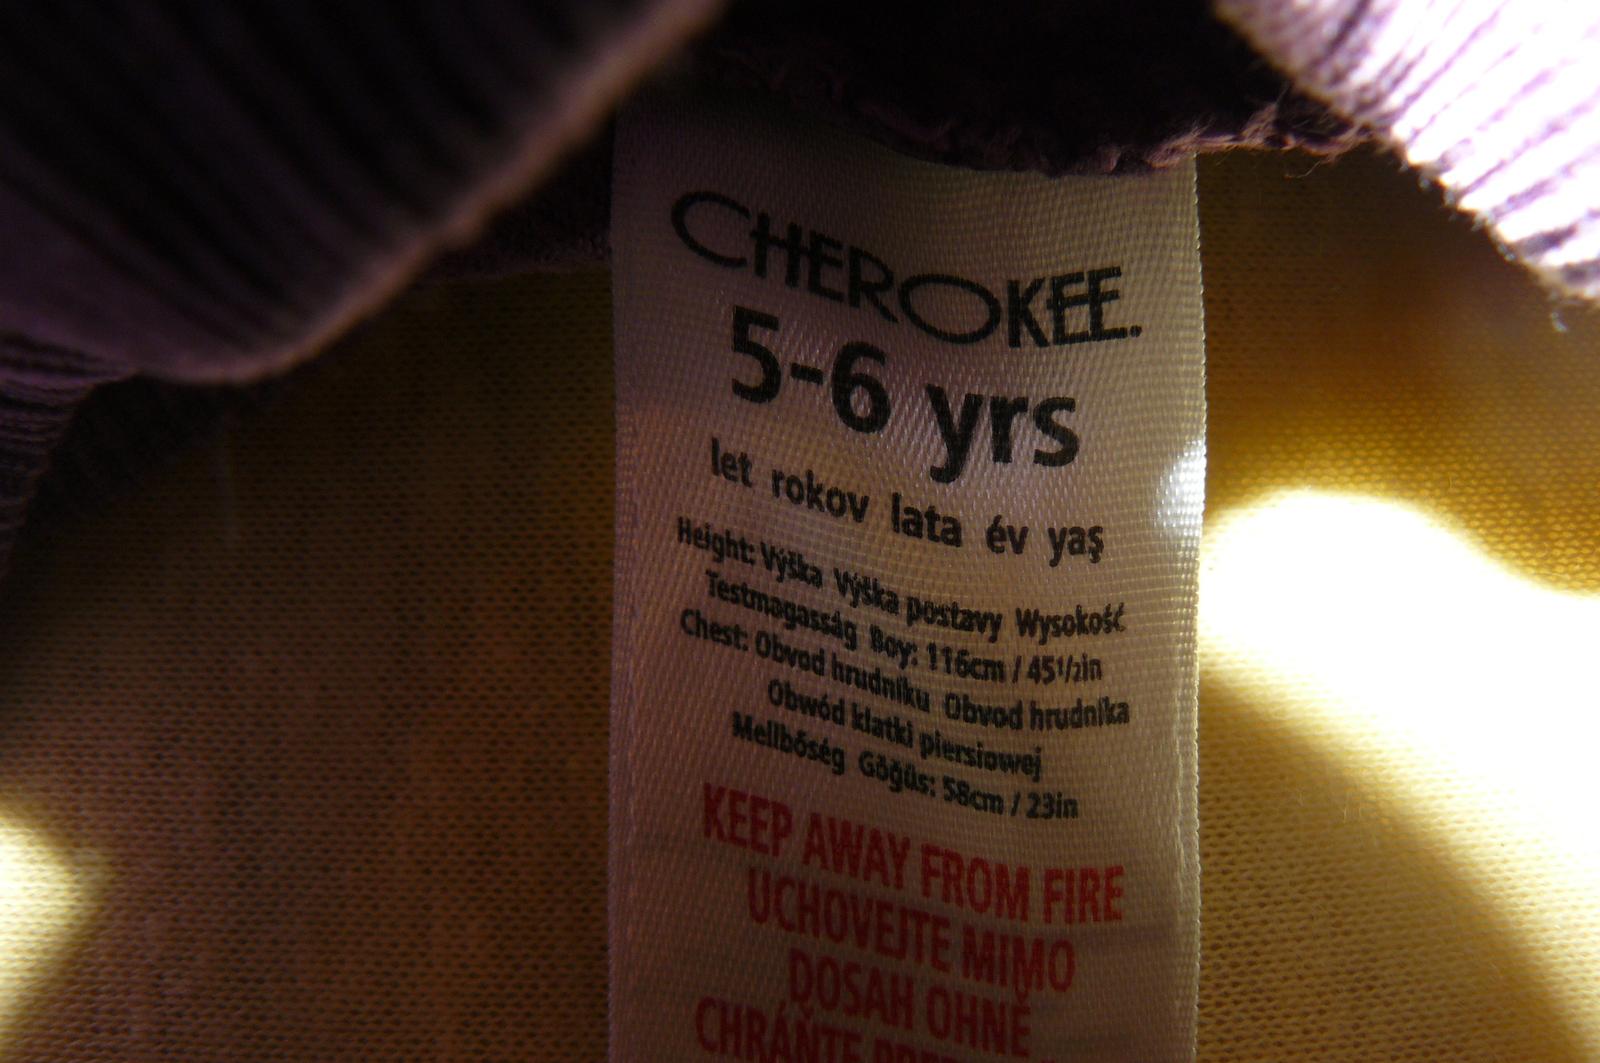 CHEROKEE.
5-6 yrs
let rokov lata év yaş
Height: Výška Výška postavy Wysokość
Testmagasság Boy: 116cm / 45½in
Chest: Obvod hrudníku Obvod hrudníka
Obwód klatki piersiowej
Mellbőség Göğüs: 58cm / 23in
KEEP AWAY FROM FIRE
UCHOVEJTE MIMO
DOSAH OHNĚ
CHRÁŇTE